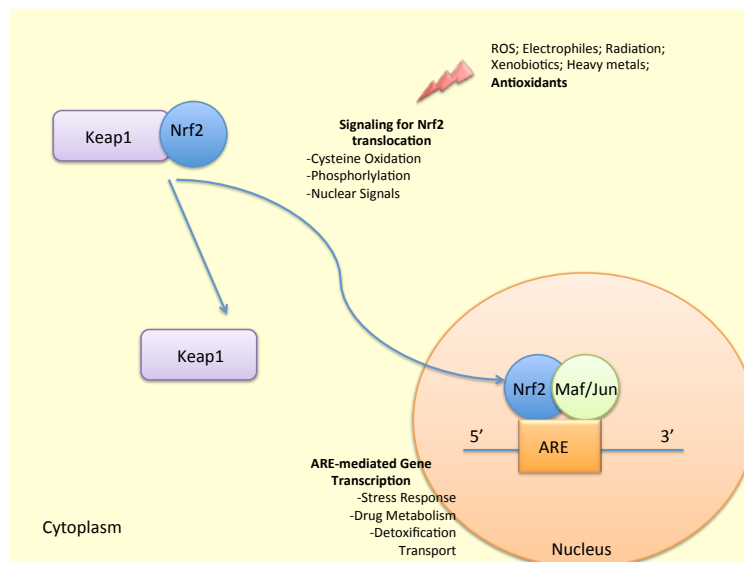 ROS; Electrophiles; Radiation;
Xenobiotics; Heavy metals;
Antioxidants
Keap1
Nrf2
Signaling for Nrf2
translocation
-Cysteine Oxidation
-Phosphorlylation
-Nuclear Signals
Keap1
Nrf2
Maf/Jun
5’
ARE
3’
ARE-mediated Gene
Transcription
-Stress Response
-Drug Metabolism
-Detoxification
Transport
Cytoplasm
Nucleus